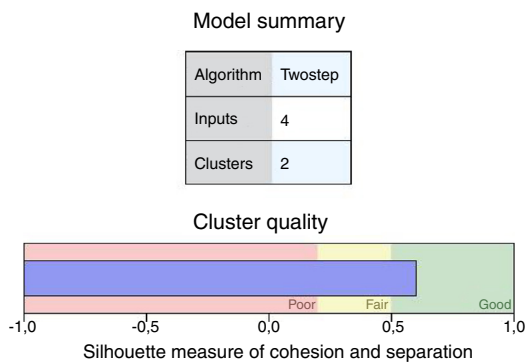 Model summary
Algorithm Twostep
Inputs 4
Clusters 2
Cluster quality
Poor Fair Good
-1,0 -0,5 0,0 0,5 1,0
Silhouette measure of cohesion and separation